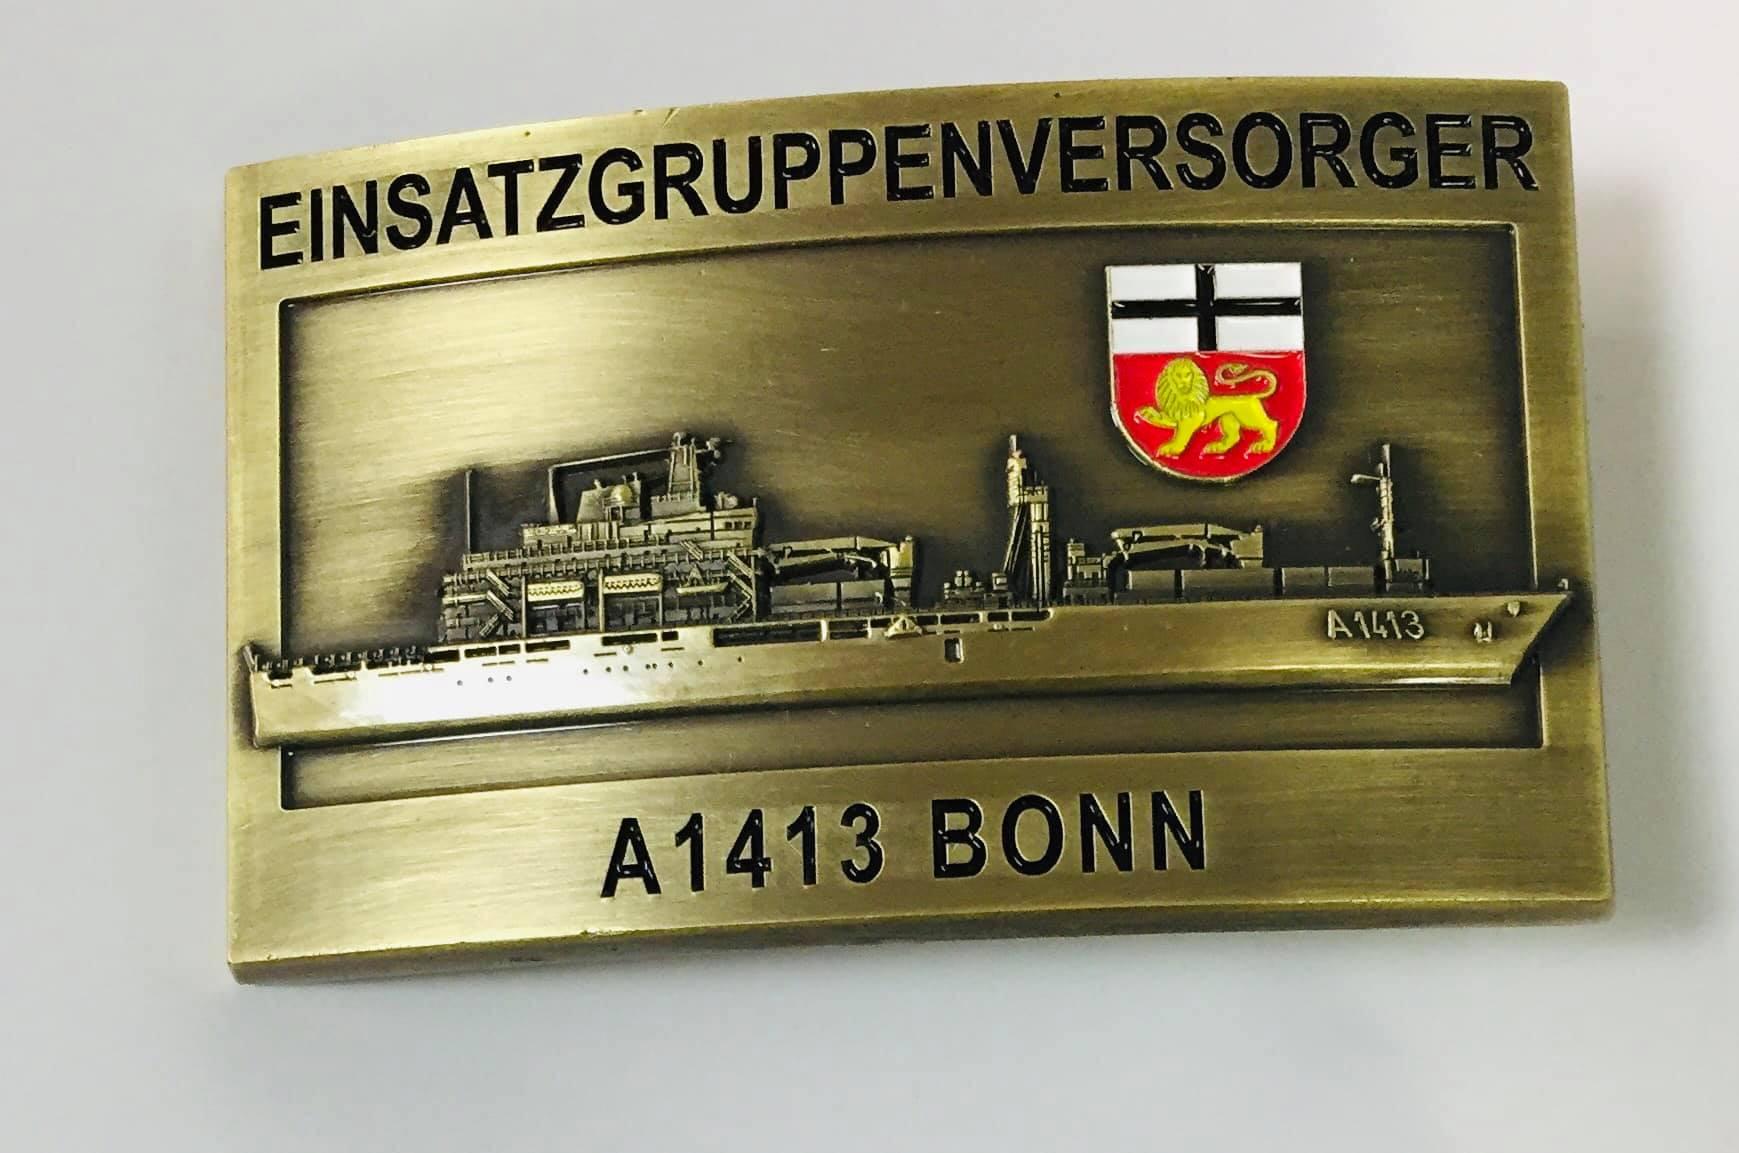 EINSATZGRUPPENVERSORGER
A1413
A1413 BONN